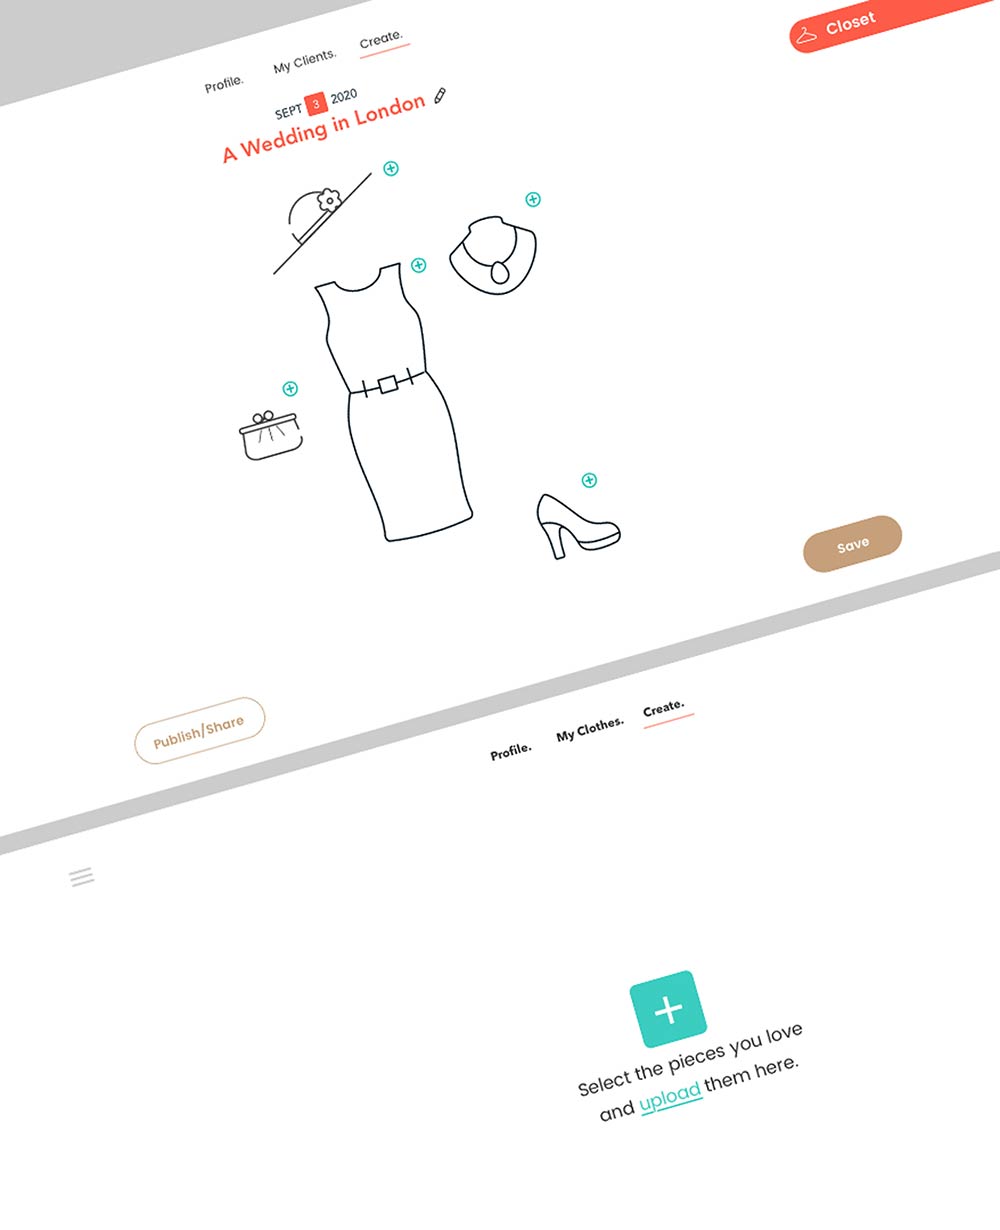 Profile.
My Clients.
Create.
Closet
SEPT 3 2020
A Wedding in London
Save
Publish/Share
Profile.
My Clothes.
Create.
Select the pieces you love
and upload them here.